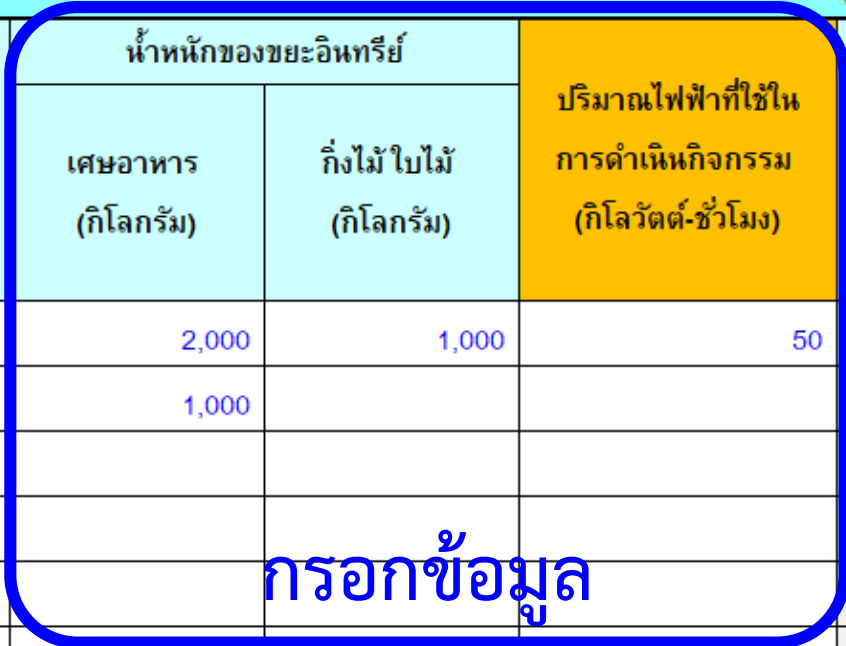 น้ำหนักของขยะอินทรีย์
ปริมาณไฟฟ้าที่ใช้ใน
การดำเนินกิจกรรม
(กิโลวัตต์-ชั่วโมง)
เศษอาหาร
(กิโลกรัม)
กิ่งไม้ ใบไม้
(กิโลกรัม)
2,000 1,000 50
1,000
กรอกข้อมูล